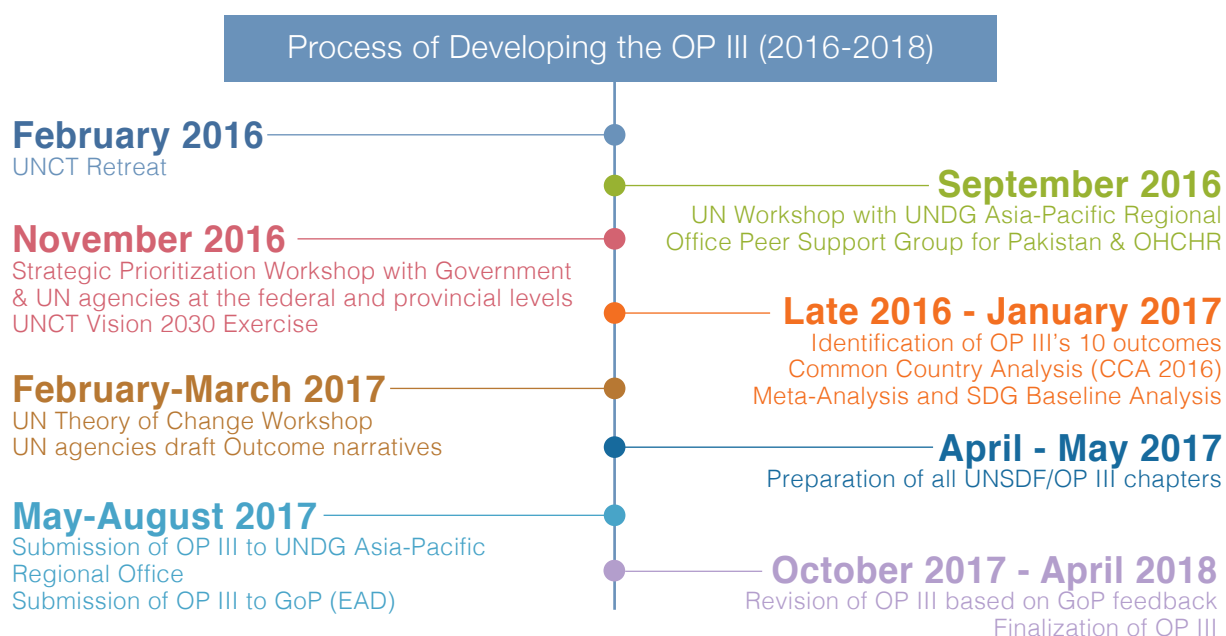 Process of Developing the OP III (2016-2018)
February 2016
UNCT Retreat
September 2016
UN Workshop with UNDG Asia-Pacific Regional
Office Peer Support Group for Pakistan & OHCHR
November 2016
Strategic Prioritization Workshop with Government
& UN agencies at the federal and provincial levels
UNCT Vision 2030 Exercise
Late 2016 - January 2017
Identification of OP III's 10 outcomes
Common Country Analysis (CCA 2016)
Meta-Analysis and SDG Baseline Analysis
February-March 2017
UN Theory of Change Workshop
UN agencies draft Outcome narratives
April - May 2017
Preparation of all UNSDF/OP III chapters
May-August 2017
Submission of OP III to UNDG Asia-Pacific
Regional Office
Submission of OP III to GoP (EAD)
October 2017 - April 2018
Revision of OP III based on GoP feedback
Finalization of OP III